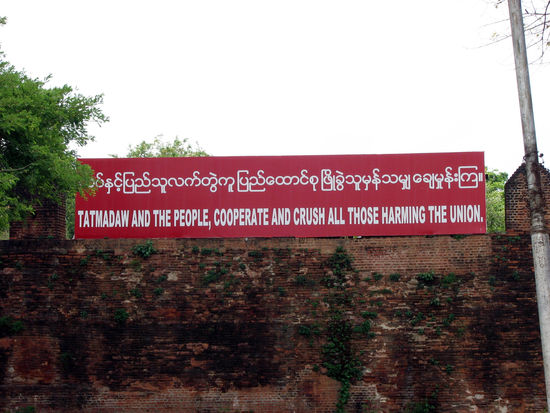 နှင့်ပြည်သူလက်တွဲကူ ပြည်ထောင်စုဖြိုခွဲသူမှန်သမျှ ချေမှုန်းကြ။
TATMADAW AND THE PEOPLE, COOPERATE AND CRUSH ALL THOSE HARMING THE UNION.